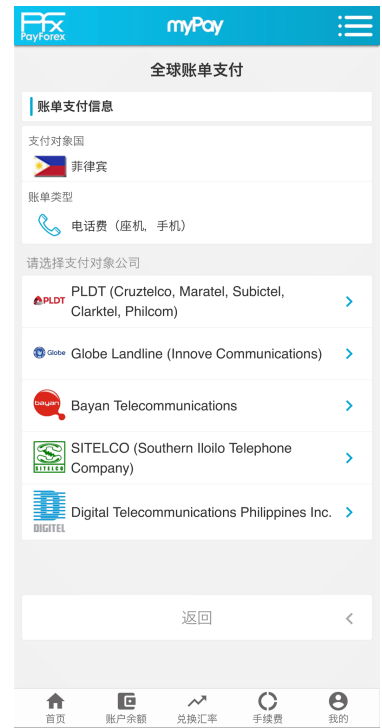 PFx
PayForex
myPay
全球账单支付
账单支付信息
支付对象国
菲律宾
账单类型
电话费（座机, 手机）
请选择支付对象公司
PLDT
PLDT (Cruztelco, Maratel, Subictel,
Clarktel, Philcom)
Globe
Globe Landline (Innove Communications)
bayan
Bayan Telecommunications
SITELCO
SITELCO (Southern Iloilo Telephone
Company)
DIGITEL
Digital Telecommunications Philippines Inc.
返回
首页
账户余额
兑换汇率
手续费
我的